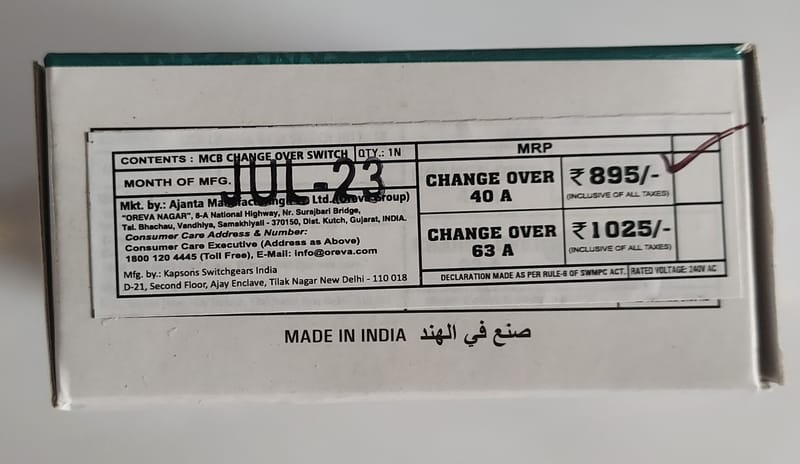 CONTENTS : MCB CHANGE OVER SWITCH QTY.: 1N
MONTH OF MFG. JUL-23
Mkt. by.: Ajanta Ltd. (Oreva Group)
"OREVA NAGAR", 8-A National Highway, Nr. Surajbari Bridge,
Tal. Bhachau, Vandhiya, Samakhiyali - 370150, Dist. Kutch, Gujarat, INDIA.
Consumer Care Address & Number:
Consumer Care Executive (Address as Above)
1800 120 4445 (Toll Free), E-Mail: info@oreva.com
Mfg. by.: Kapsons Switchgears India
D-21, Second Floor, Ajay Enclave, Tilak Nagar New Delhi - 110 018
MRP
CHANGE OVER
40 A
₹895/-
(INCLUSIVE OF ALL TAXES)
CHANGE OVER
63 A
₹1025/-
(INCLUSIVE OF ALL TAXES)
DECLARATION MADE AS PER RULE-6 OF SWMPC ACT. RATED VOLTAGE: 240V AC
MADE IN INDIA صنع في الهند